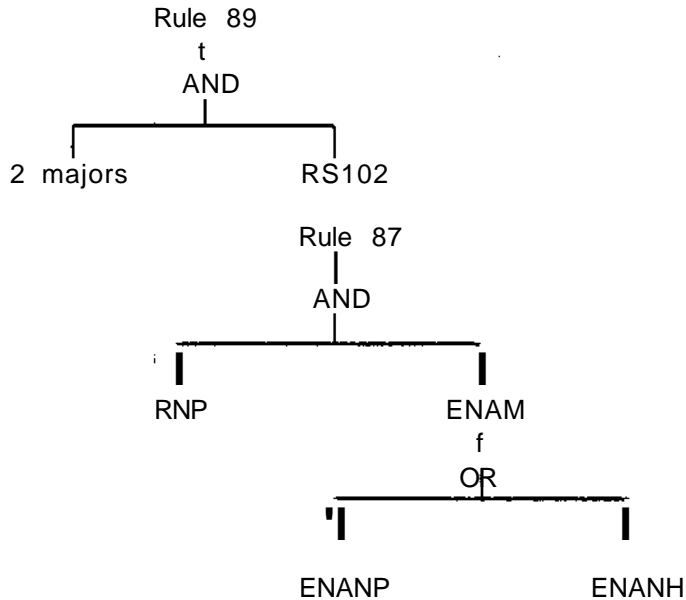 Rule 89
t
AND
2 majors RS102
Rule 87
AND
RNP ENAM
f
OR
ENANP ENANH